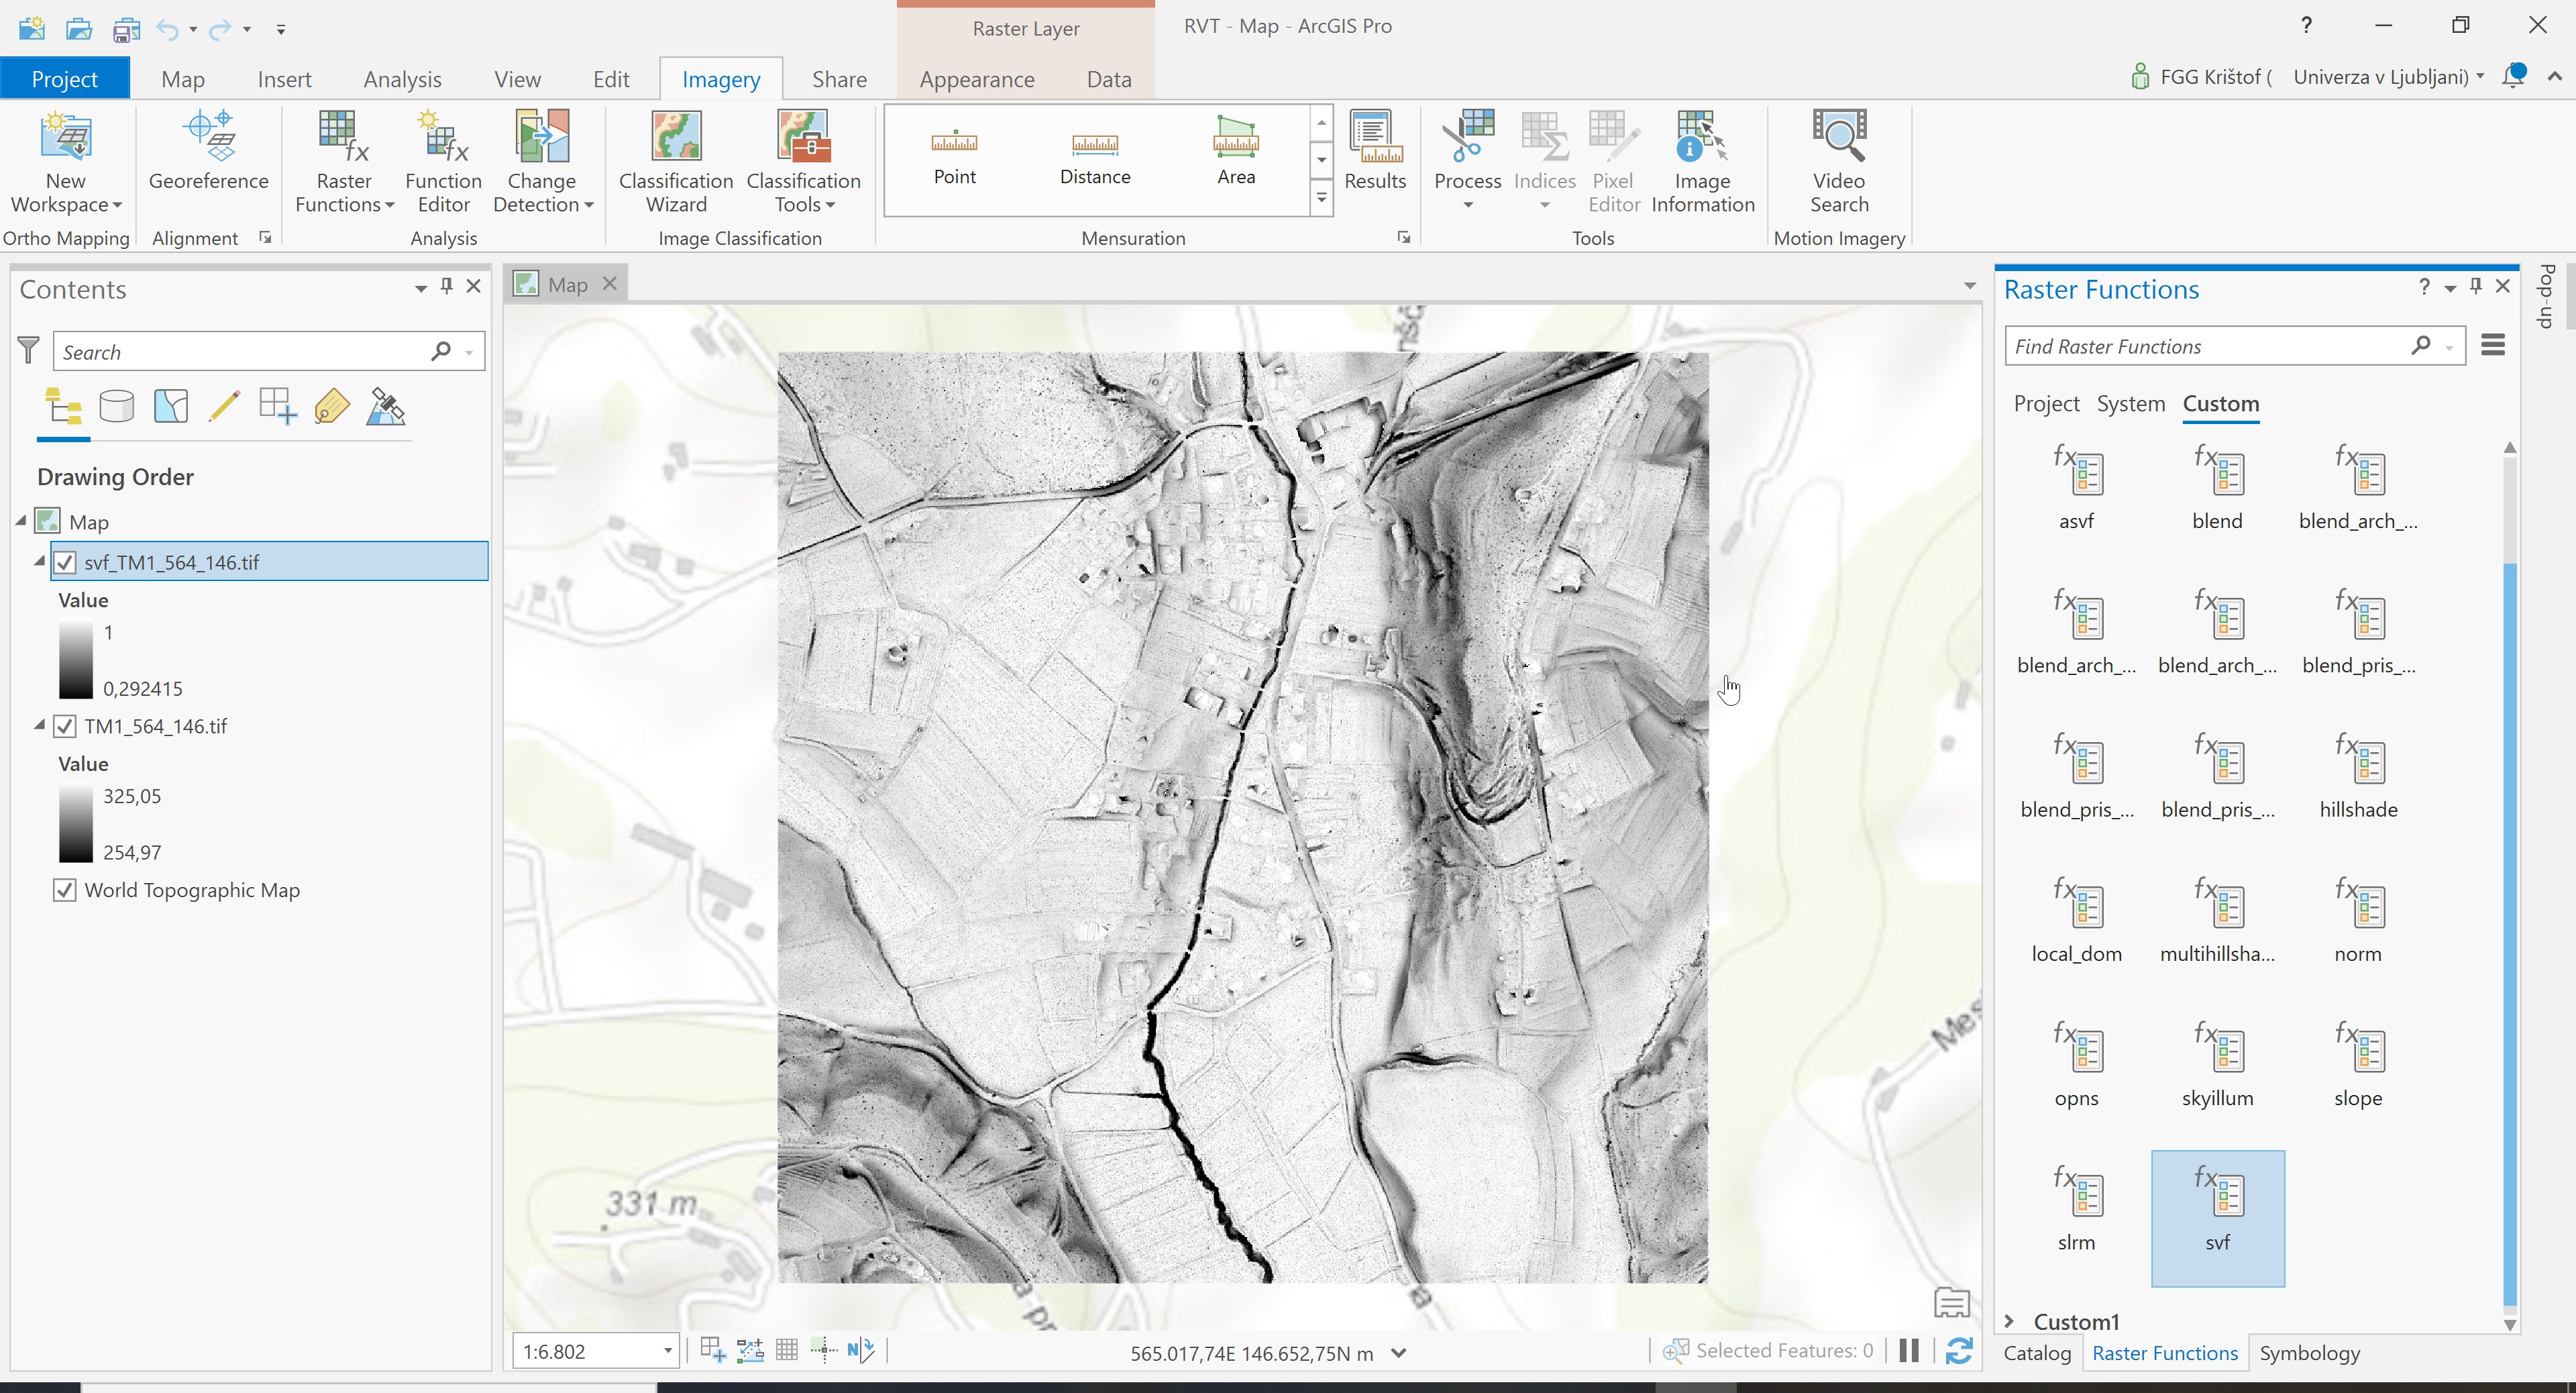 Raster Layer
RVT - Map - ArcGIS Pro
?
Project
Map
Insert
Analysis
View
Edit
Imagery
Share
Appearance
Data
FGG Krištof ( Univerza v Ljubljani)
New Workspace
Georeference
Raster Functions
Function Editor
Change Detection
Classification Wizard
Classification Tools
Point
Distance
Area
Results
Process
Indices
Pixel Editor
Image Information
Video Search
Ortho Mapping
Alignment
Analysis
Image Classification
Mensuration
Tools
Motion Imagery
Contents
Search
Drawing Order
Map
svf_TM1_564_146.tif
Value
1
0,292415
TM1_564_146.tif
Value
325,05
254,97
World Topographic Map
Map
331 m
Mes
a pr
na
1:6.802
565.017,74E 146.652,75N m
Selected Features: 0
Raster Functions
?
Find Raster Functions
Project System Custom
asvf
blend
blend_arch_...
blend_arch_...
blend_arch_...
blend_pris_...
blend_pris_...
blend_pris_...
hillshade
local_dom
multihillsha...
norm
opns
skyillum
slope
slrm
svf
Custom1
Catalog
Raster Functions
Symbology
Pop-up